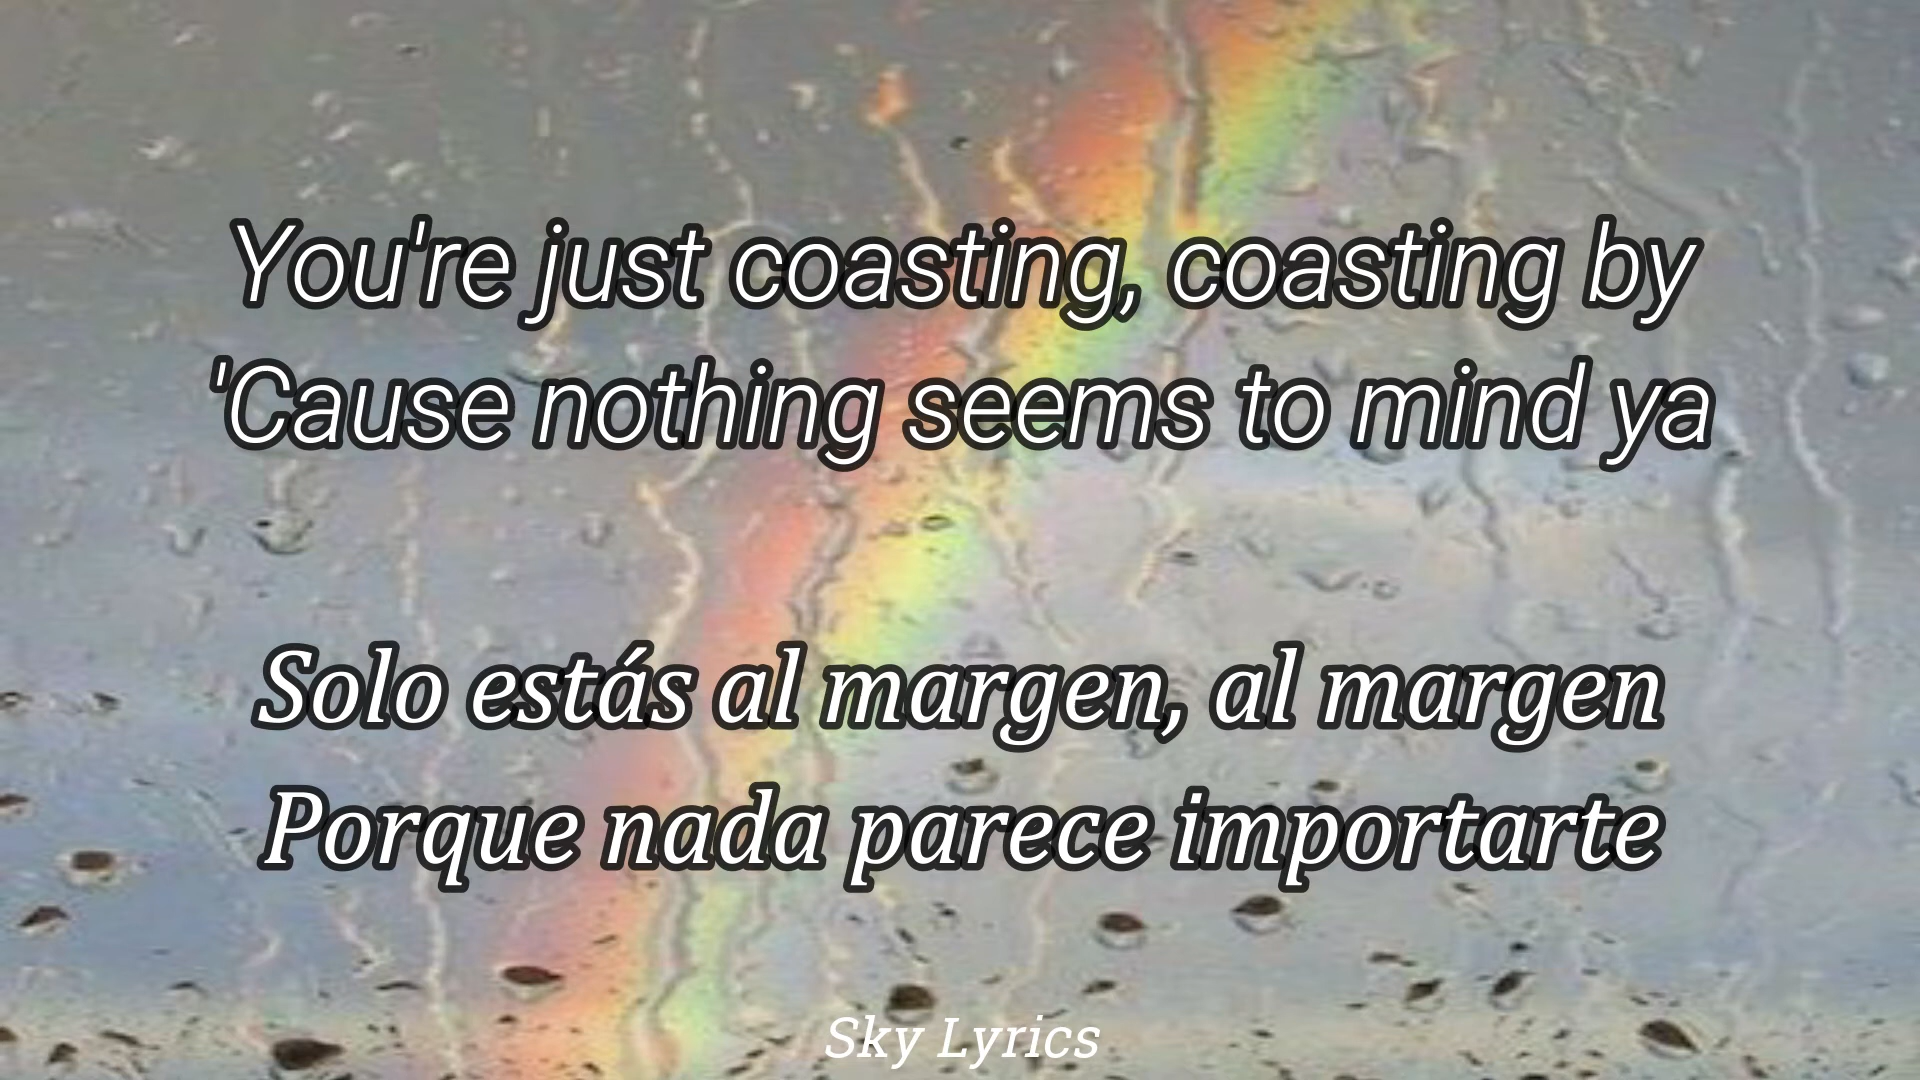 You're just coasting, coasting by
'Cause nothing seems to mind ya
Solo estás al margen, al margen
Porque nada parece importarte
Sky Lyrics